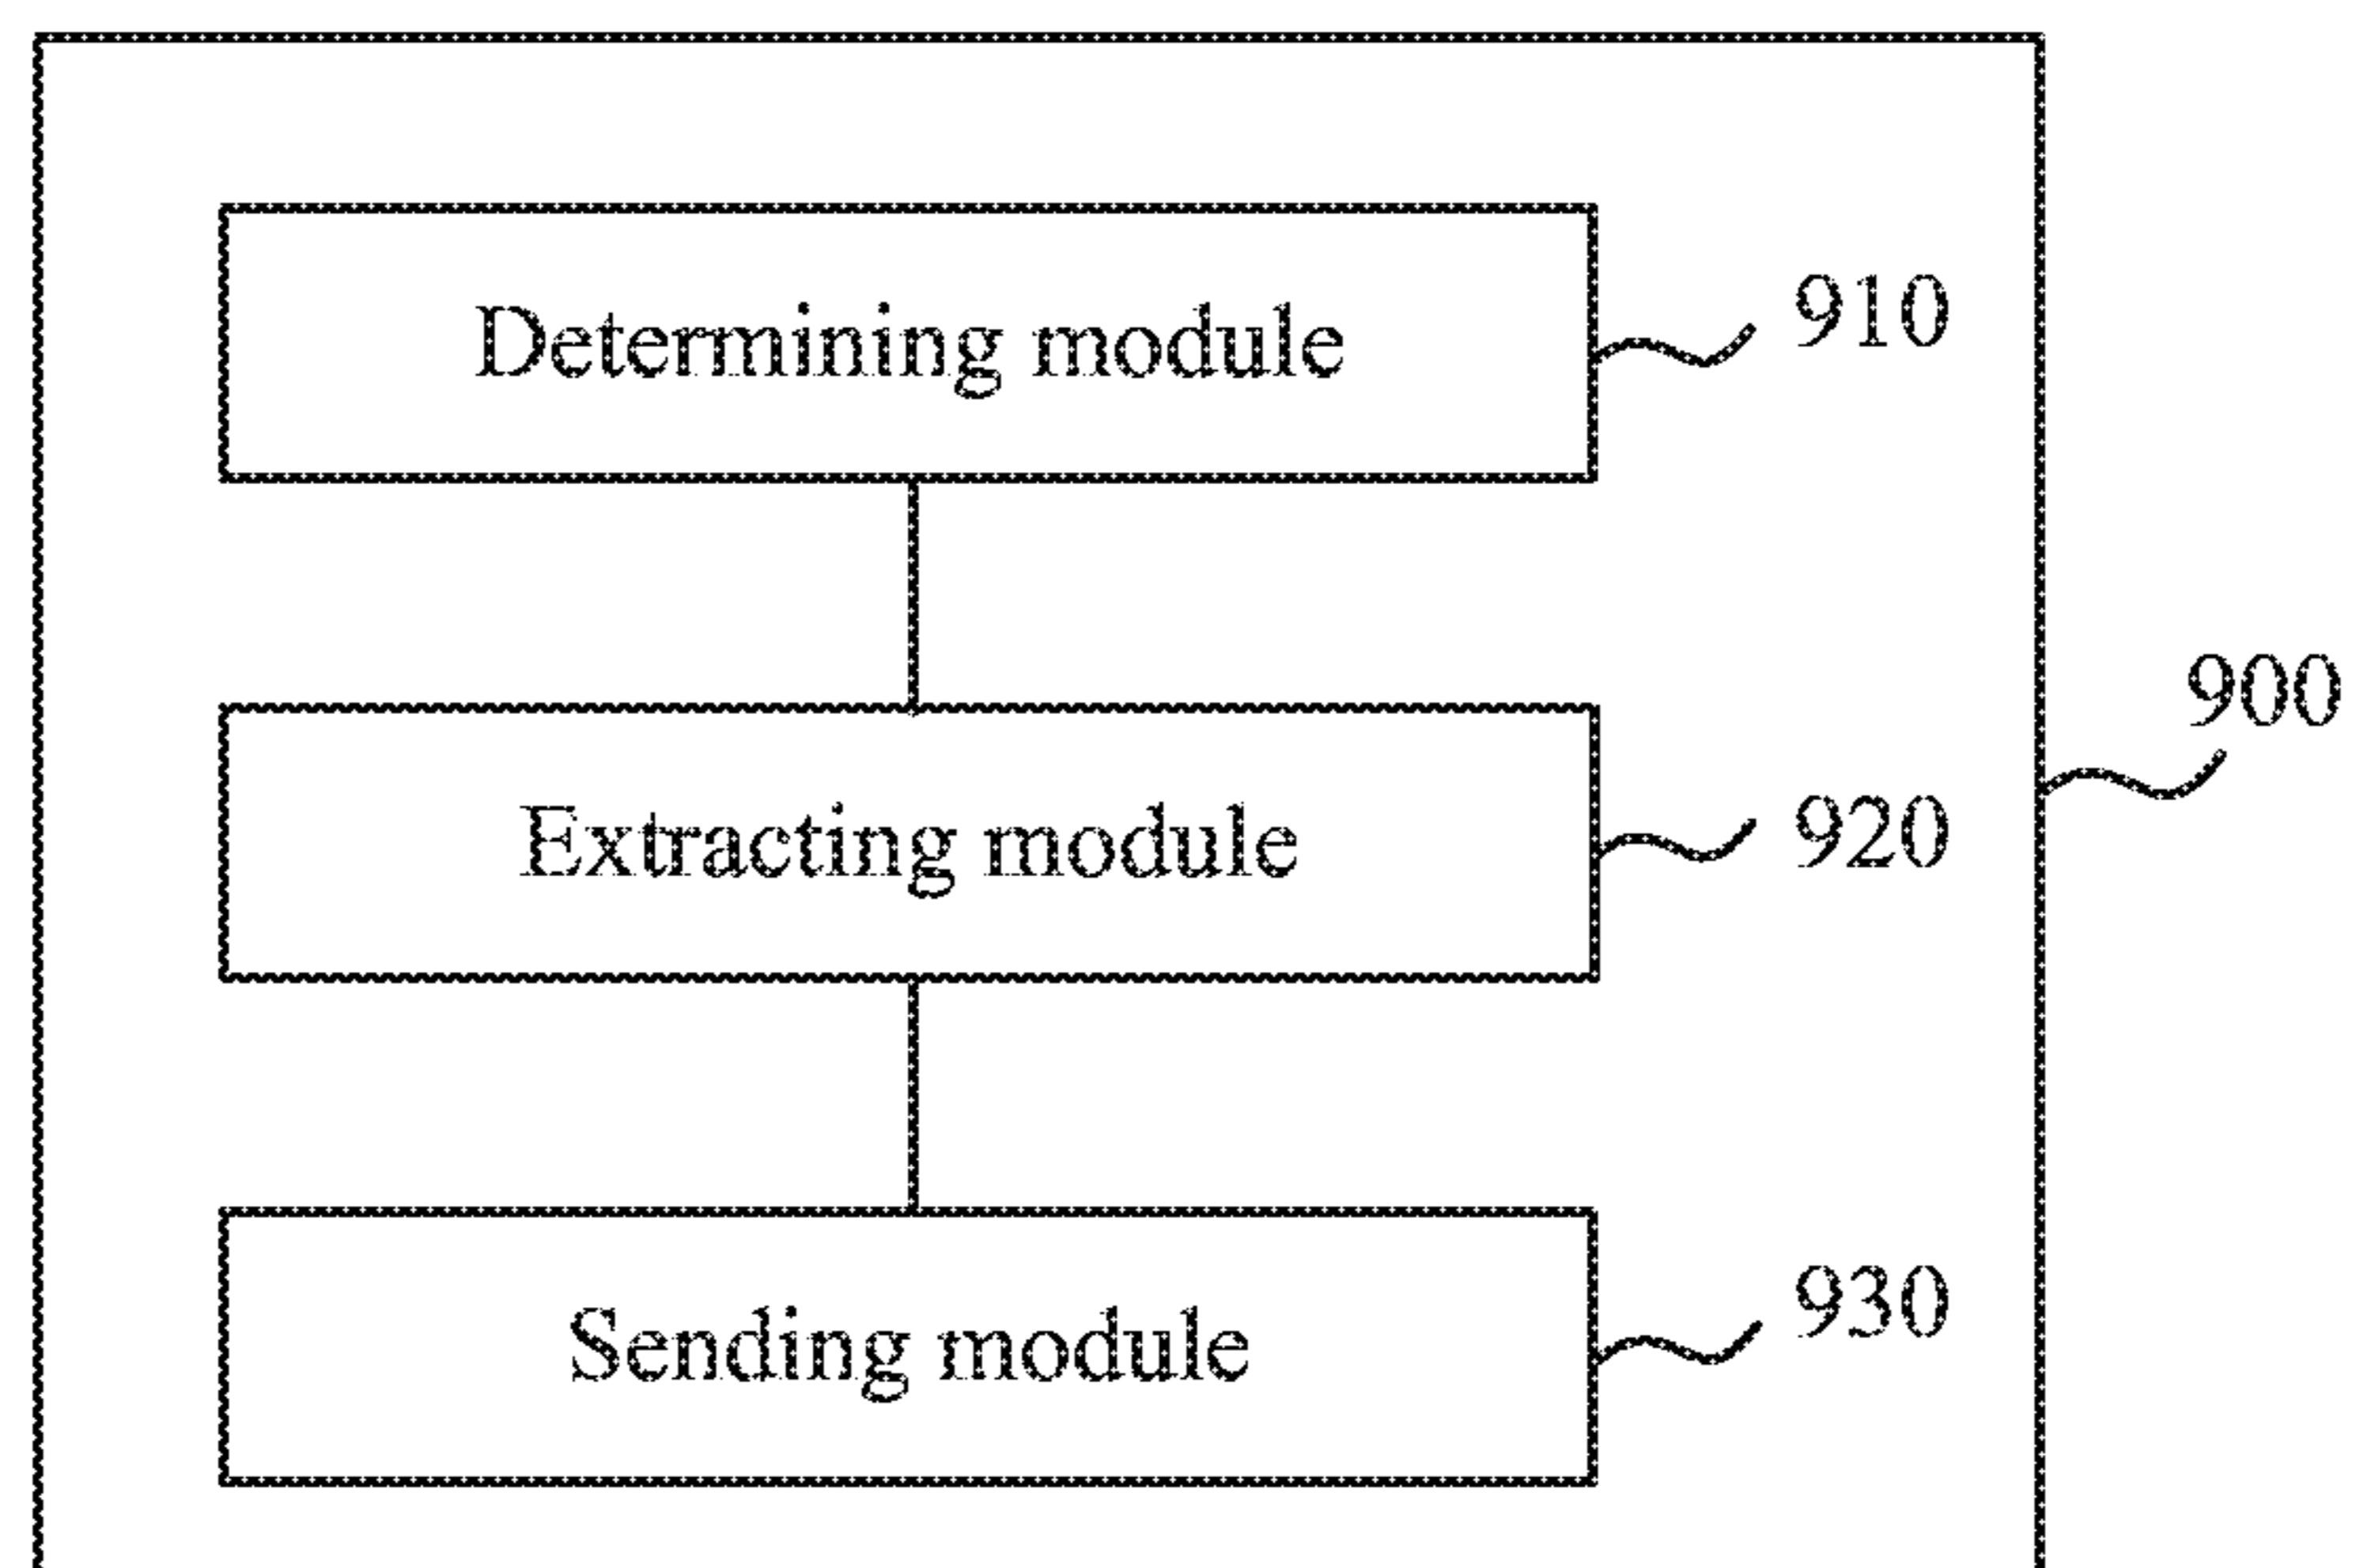 Determining module
910
900
Extracting module
920
Sending module
930